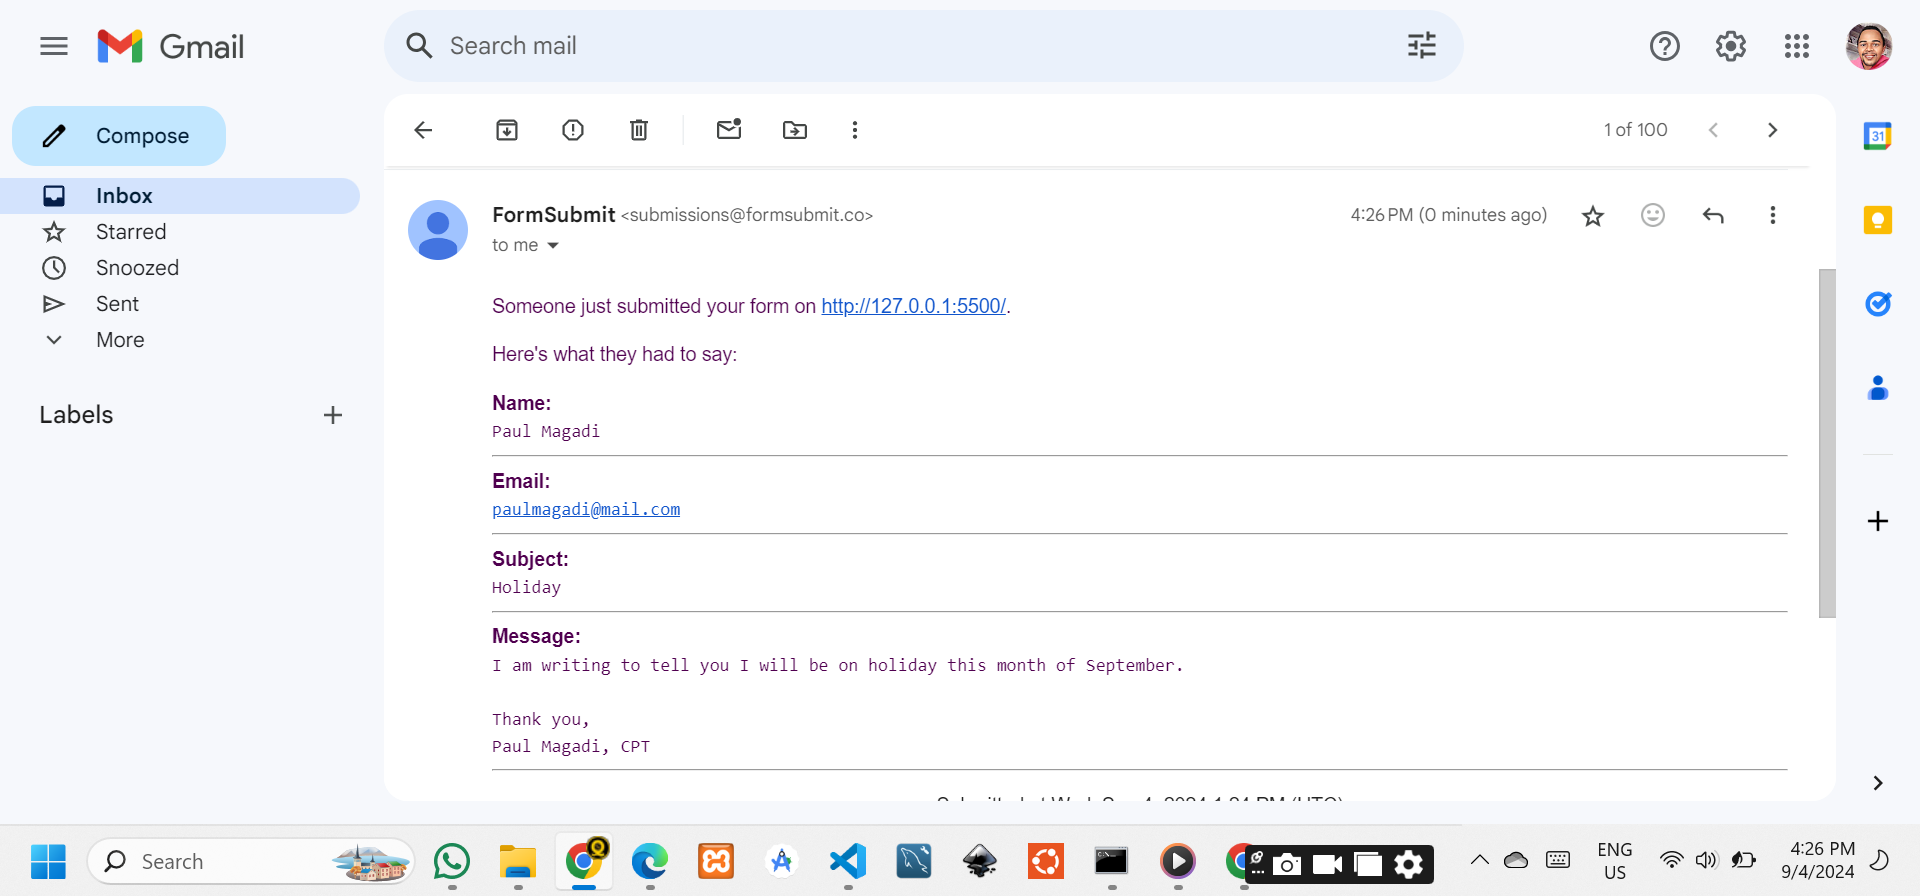 Gmail
Search mail
Compose
Inbox
Starred
Snoozed
Sent
More
Labels
1 of 100
31
FormSubmit <submissions@formsubmit.co>
4:26 PM (0 minutes ago)
to me
Someone just submitted your form on http://127.0.0.1:5500/.
Here's what they had to say:
Name:
Paul Magadi
Email:
paulmagadi@mail.com
Subject:
Holiday
Message:
I am writing to tell you I will be on holiday this month of September.
Thank you,
Paul Magadi, CPT
Search
ENG
US
4:26 PM
9/4/2024